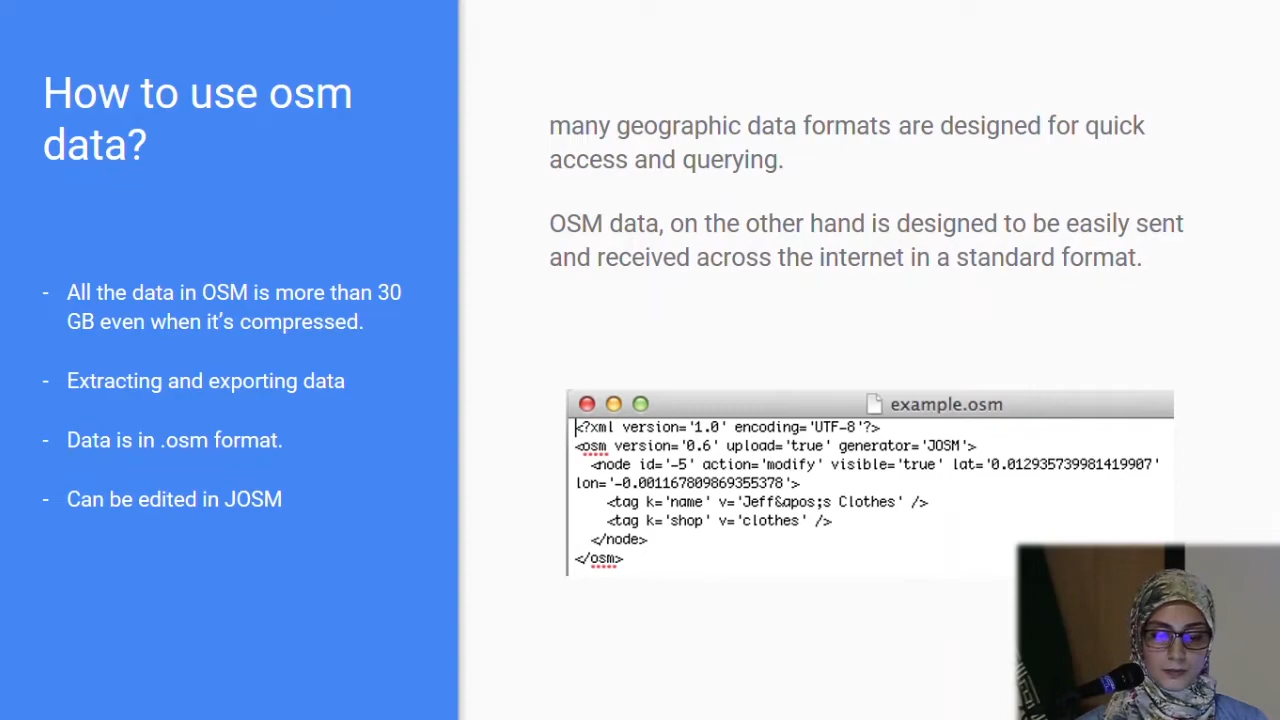 How to use osm
data?
- All the data in OSM is more than 30
GB even when it’s compressed.
- Extracting and exporting data
- Data is in .osm format.
- Can be edited in JOSM
many geographic data formats are designed for quick
access and querying.
OSM data, on the other hand is designed to be easily sent
and received across the internet in a standard format.
example.osm
<?xml version='1.0' encoding='UTF-8'?>
<osm version='0.6' upload='true' generator='JOSM'>
<node id='-5' action='modify' visible='true' lat='0.012935739981419907'
lon='-0.001167809869355378'>
<tag k='name' v='Jeff&apos;s Clothes' />
<tag k='shop' v='clothes' />
</node>
</osm>